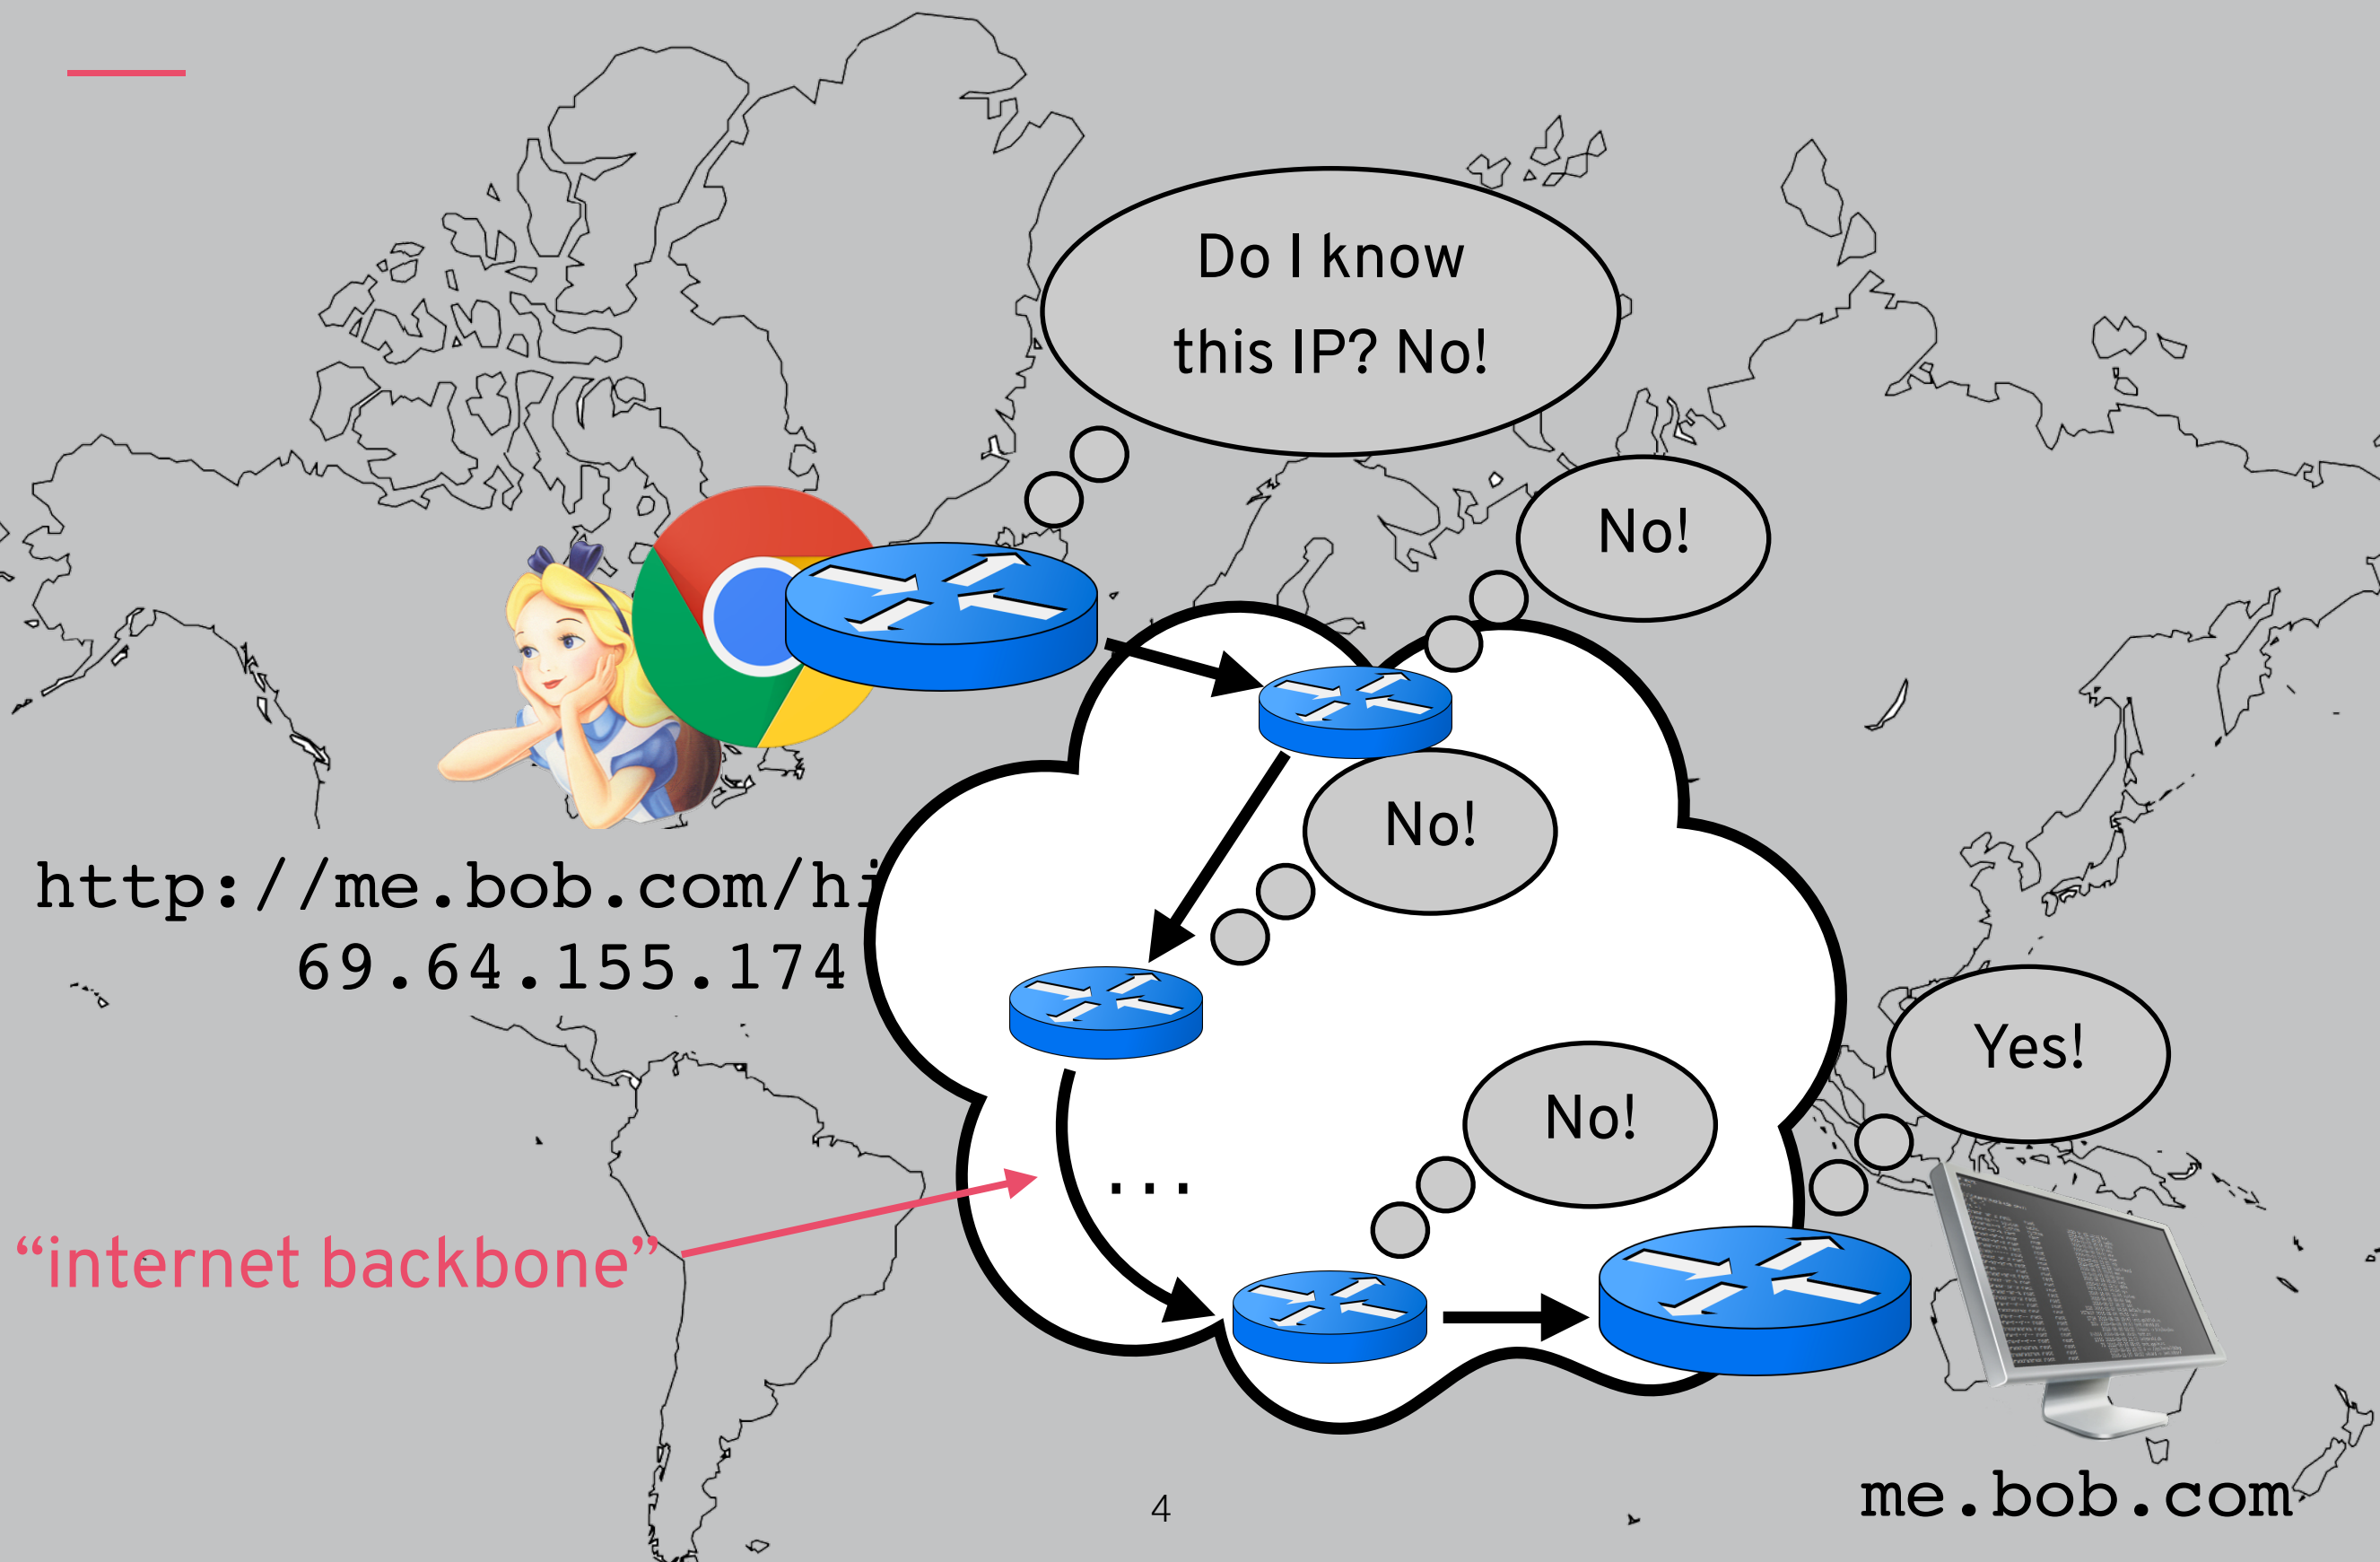 Do I know
this IP? No!
No!
No!
http://me.bob.com/hi
69.64.155.174
Yes!
No!
...
“internet backbone”
me.bob.com
4